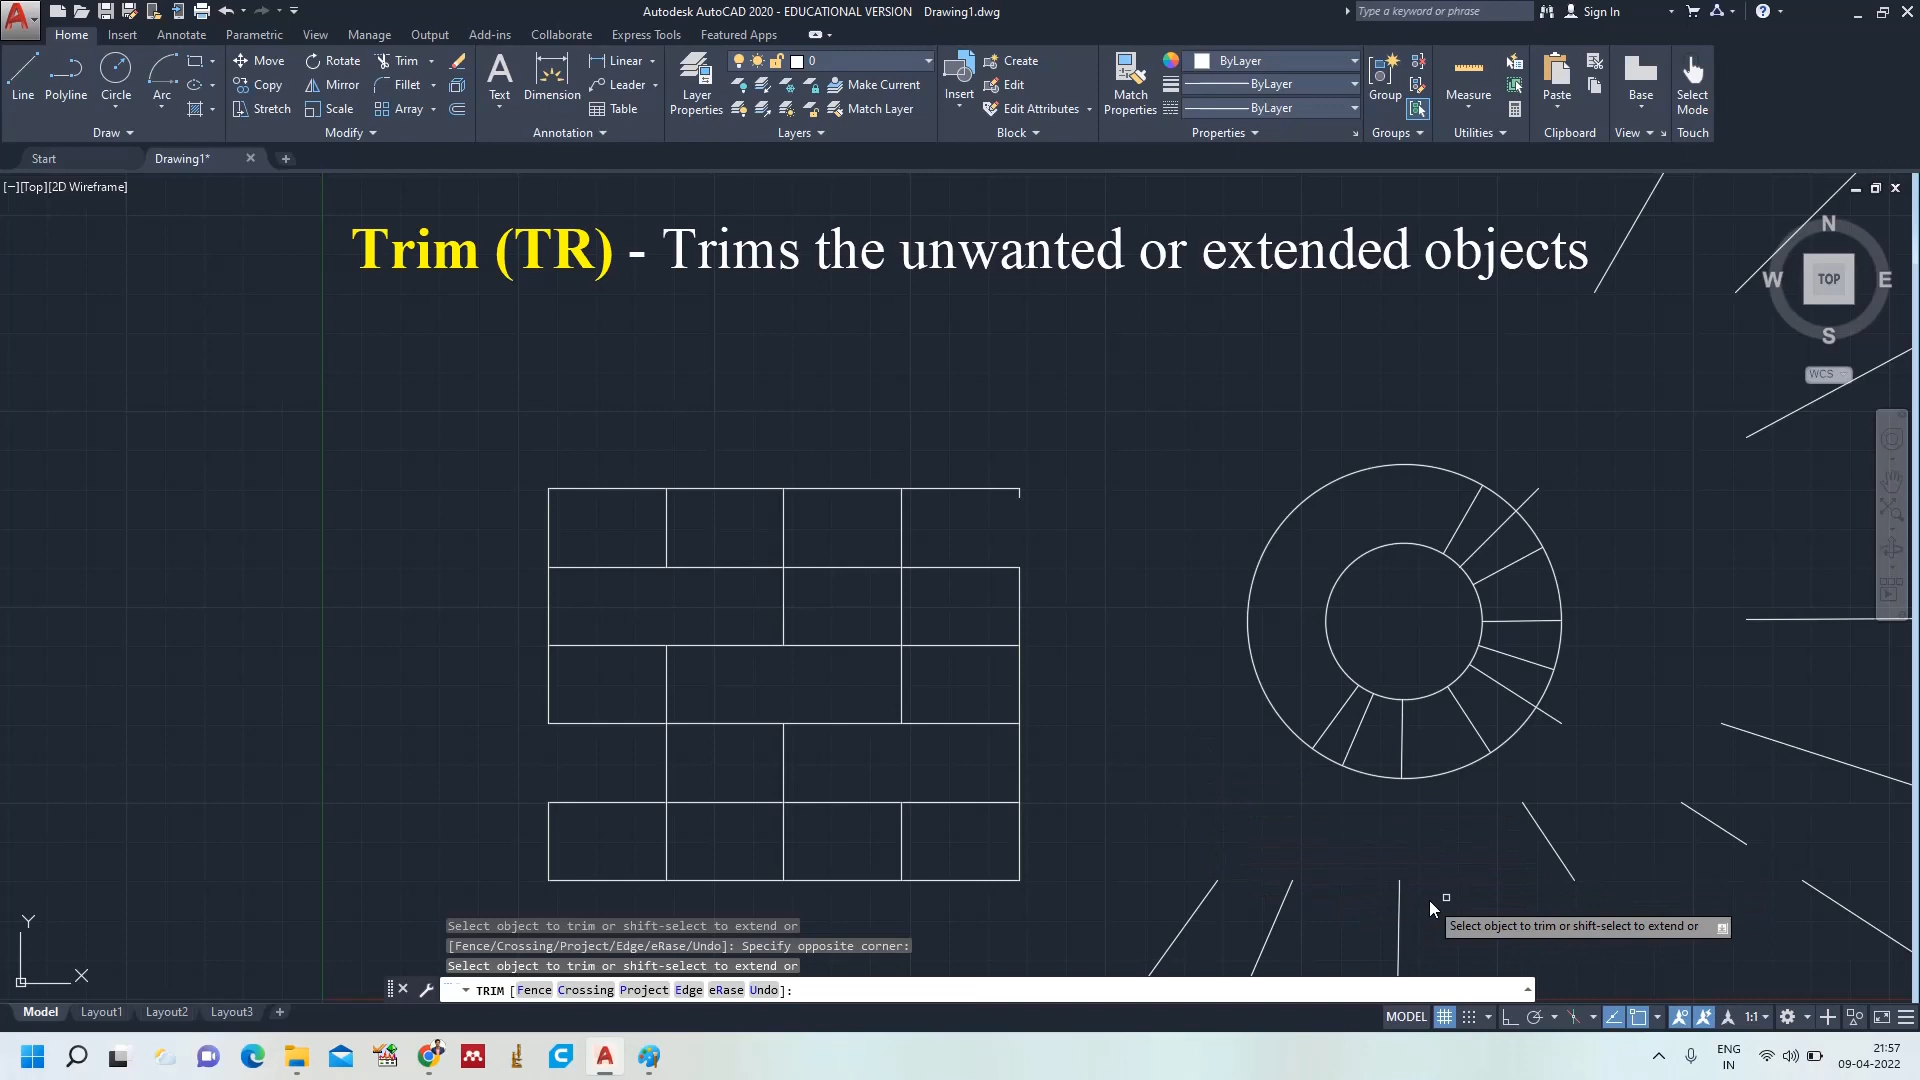 Autodesk AutoCAD 2020 - EDUCATIONAL VERSION Drawing1.dwg
Type a keyword or phrase
Sign In
Home Insert Annotate Parametric View Manage Output Add-ins Collaborate Express Tools Featured Apps
Line Polyline Circle Arc
Move Rotate Trim
Copy Mirror Fillet
Stretch Scale Array
Text Dimension
Linear
Leader
Table
Layer Properties
0
Make Current
Match Layer
Insert
Create
Edit
Edit Attributes
Match Properties
ByLayer
ByLayer
ByLayer
Group
Measure
Paste
Base
Select Mode
Draw Modify Annotation Layers Block Properties Groups Utilities Clipboard View Touch
Start Drawing1*
[−][Top][2D Wireframe]
Trim (TR) - Trims the unwanted or extended objects
N
W TOP E
S
WCS
Y
X
Select object to trim or shift-select to extend or
[Fence/Crossing/Project/Edge/eRase/Undo]: Specify opposite corner:
Select object to trim or shift-select to extend or
Select object to trim or shift-select to extend or
TRIM [Fence Crossing Project Edge eRase Undo]:
Model Layout1 Layout2 Layout3
MODEL 1:1
ENG
IN
21:57
09-04-2022